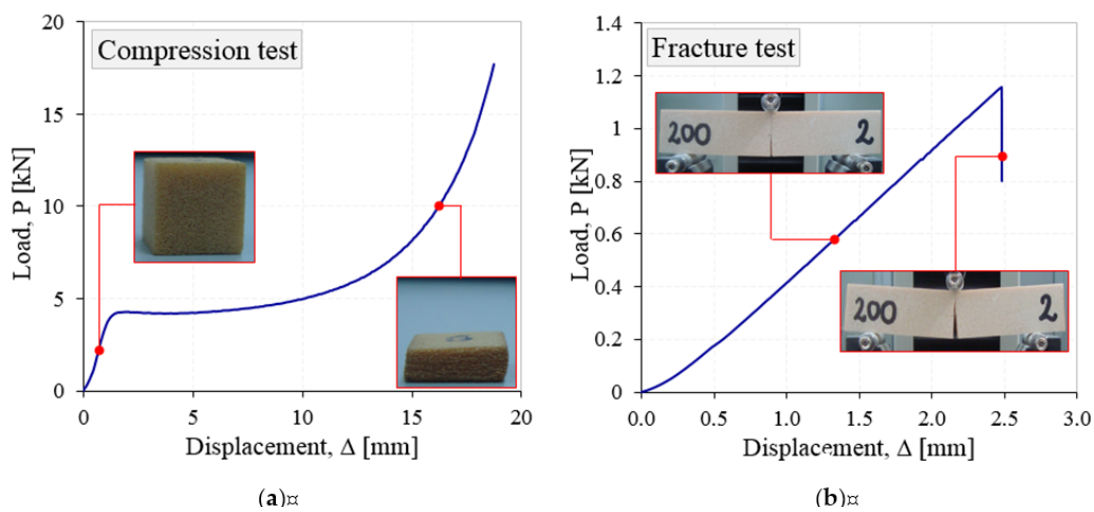 Compression test
20
15
10
5
0
Load, P [kN]
0 5 10 15 20
Displacement, Δ [mm]
(a)¤
Fracture test
1.4
1.2
1
0.8
0.6
0.4
0.2
0
Load, P [kN]
200 2
200 2
0.0 0.5 1.0 1.5 2.0 2.5 3.0
Displacement, Δ [mm]
(b)¤